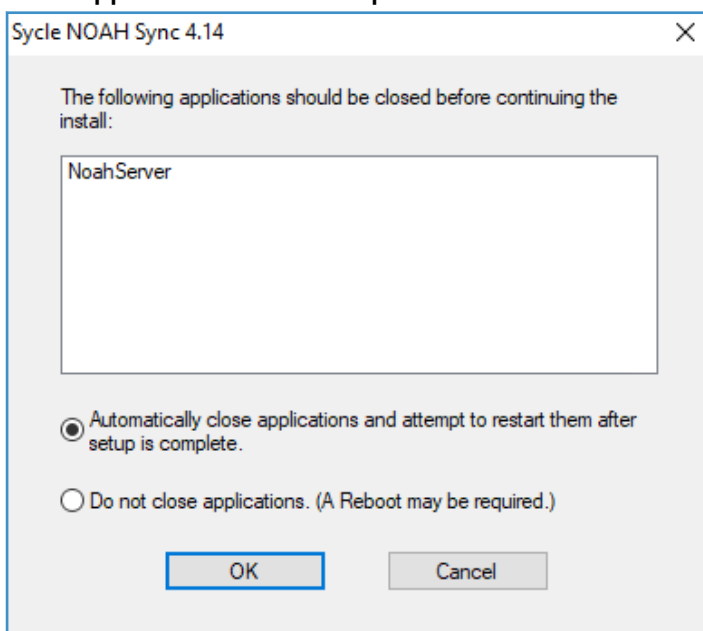 Sycle NOAH Sync 4.14
The following applications should be closed before continuing the
install:
NoahServer
Automatically close applications and attempt to restart them after
setup is complete.
Do not close applications. (A Reboot may be required.)
OK
Cancel